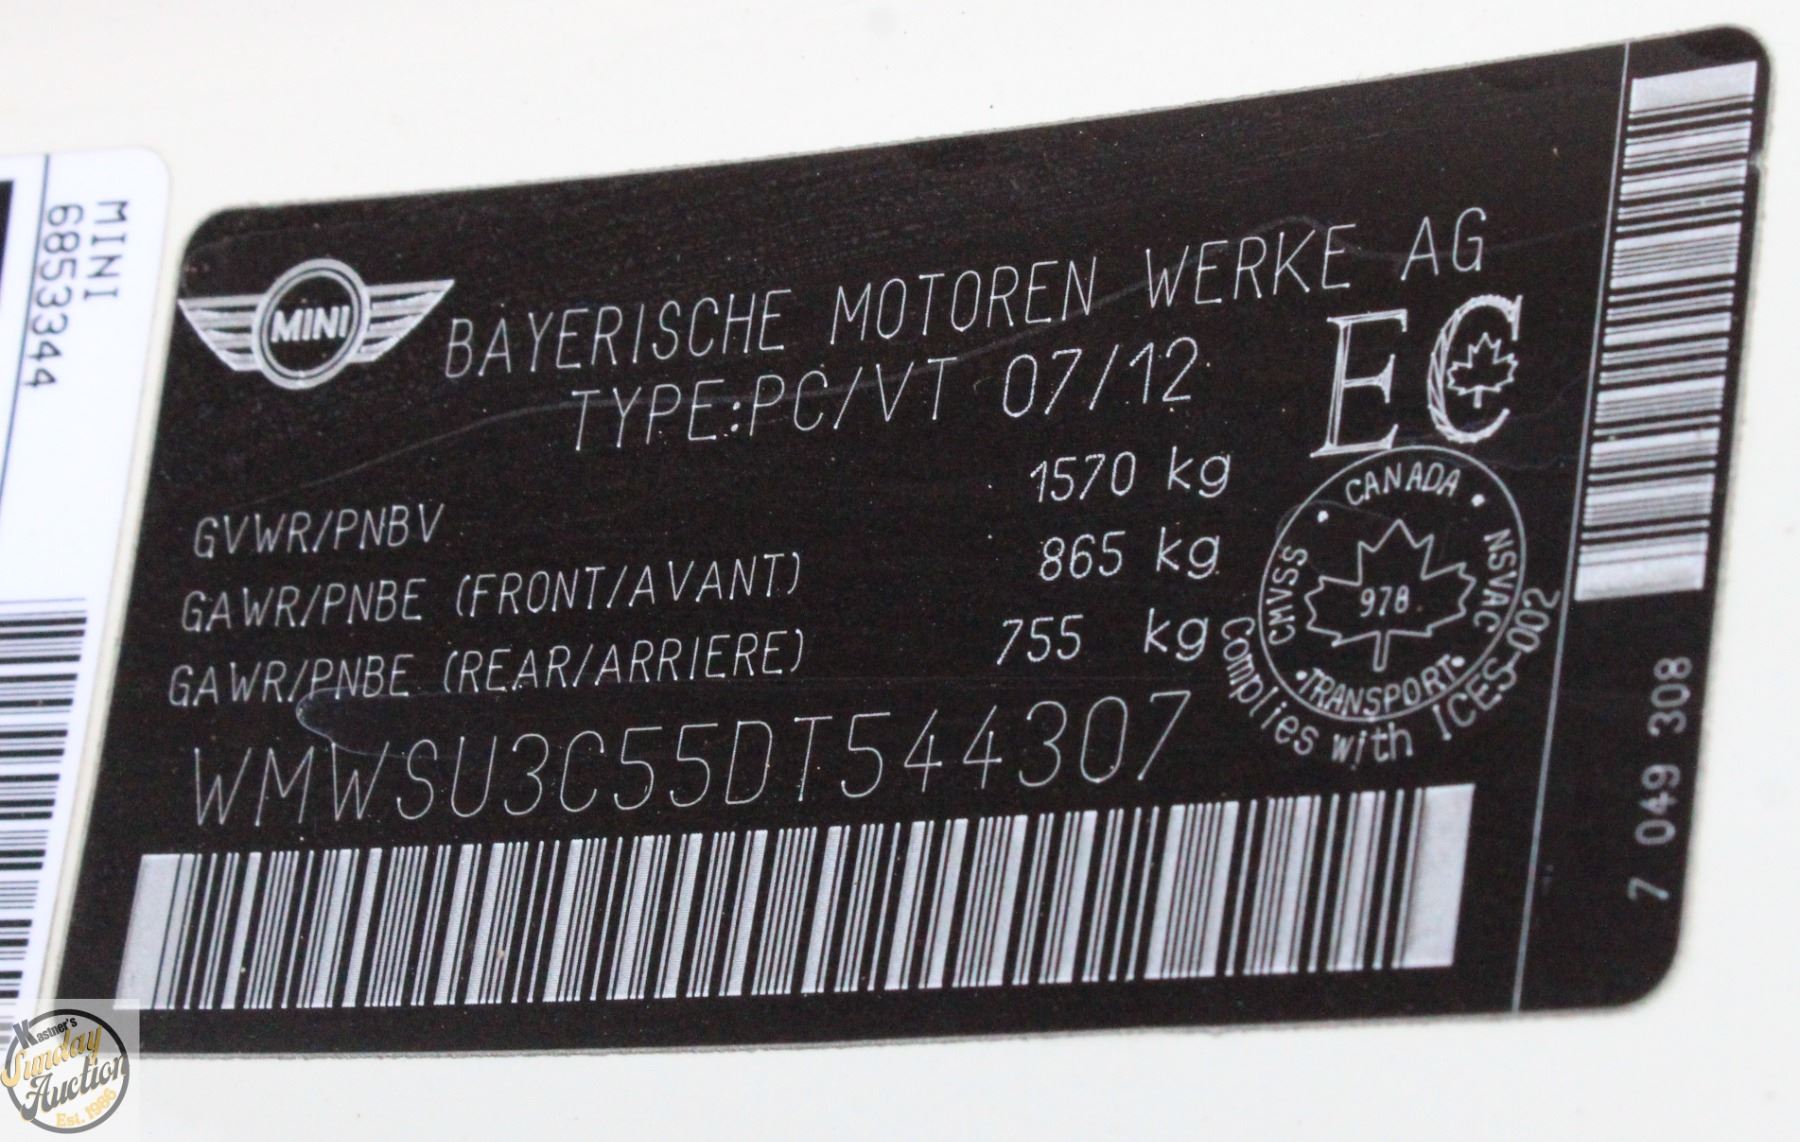 MINI
6853344
MINI
BAYERISCHE MOTOREN WERKE AG
TYPE:PC/VT 07/12
EC
GVWR/PNBV 1570 kg
GAWR/PNBE (FRONT/AVANT) 865 kg
GAWR/PNBE (REAR/ARRIERE) 755 kg
WMWSU3C55DT544307
CANADA
CMVSS
NSVAC
978
TRANSPORT
Complies with ICES-002
7 049 308
Kastner's
Sunday
Auction
Est. 1986